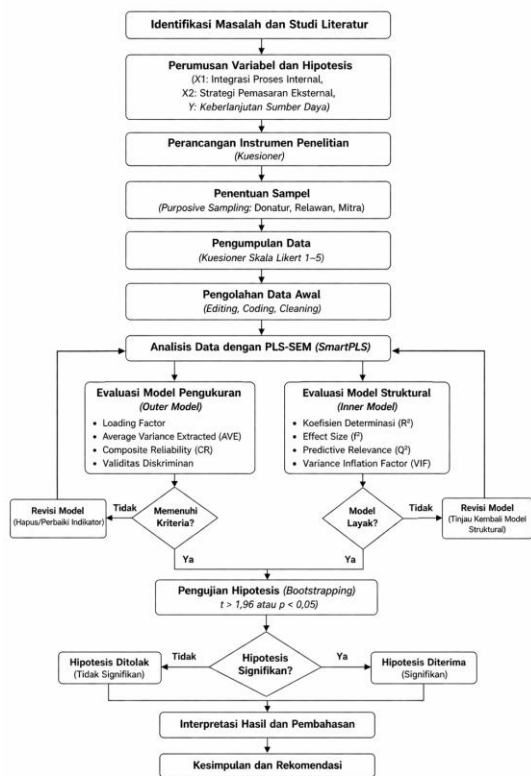 Identifikasi Masalah dan Studi Literatur
Perumusan Variabel dan Hipotesis
(X1: Integrasi Proses Internal,
X2: Strategi Pemasaran Eksternal,
Y: Keberlanjutan Sumber Daya)
Perancangan Instrumen Penelitian
(Kuesioner)
Penentuan Sampel
(Purposive Sampling: Donatur, Relawan, Mitra)
Pengumpulan Data
(Kuesioner Skala Likert 1–5)
Pengolahan Data Awal
(Editing, Coding, Cleaning)
Analisis Data dengan PLS-SEM (SmartPLS)
Evaluasi Model Pengukuran
(Outer Model)
• Loading Factor
• Average Variance Extracted (AVE)
• Composite Reliability (CR)
• Validitas Diskriminan
Evaluasi Model Struktural
(Inner Model)
• Koefisien Determinasi (R²)
• Effect Size (f²)
• Predictive Relevance (Q²)
• Variance Inflation Factor (VIF)
Revisi Model
(Hapus/Perbaiki Indikator)
Tidak
Memenuhi
Kriteria?
Model
Layak?
Tidak
Revisi Model
(Tinjau Kembali Model
Struktural)
Ya
Ya
Pengujian Hipotesis (Bootstrapping)
t > 1,96 atau p < 0,05)
Hipotesis Ditolak
(Tidak Signifikan)
Tidak
Hipotesis
Signifikan?
Ya
Hipotesis Diterima
(Signifikan)
Interpretasi Hasil dan Pembahasan
Kesimpulan dan Rekomendasi